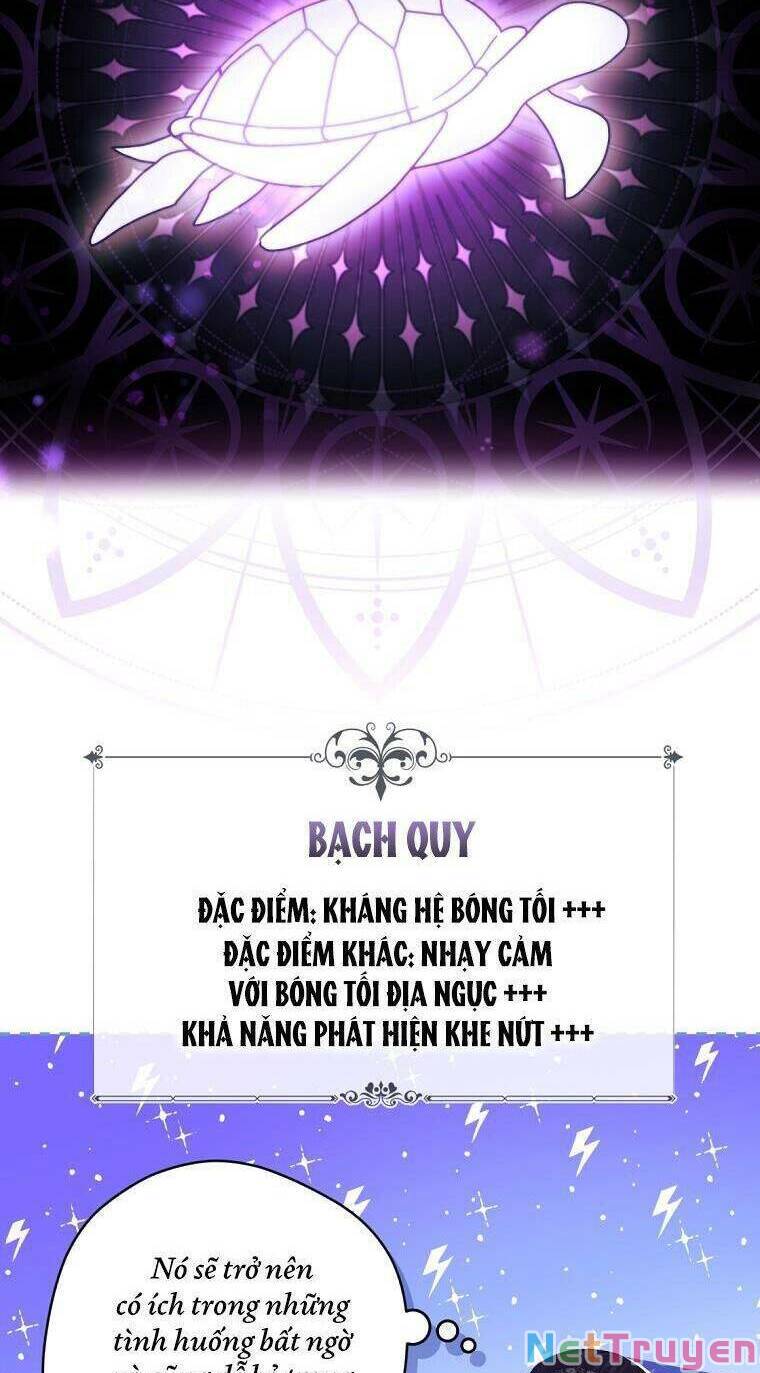 BẠCH QUY
ĐẶC ĐIỂM: KHÁNG HỆ BÓNG TỐI +++
ĐẶC ĐIỂM KHÁC: NHẠY CẢM
VỚI BÓNG TỐI ĐỊA NGỤC +++
KHẢ NĂNG PHÁT HIỆN KHE NỨT +++
Nó sẽ trở nên
có ích trong những
tình huống bất ngờ
NetTruyen